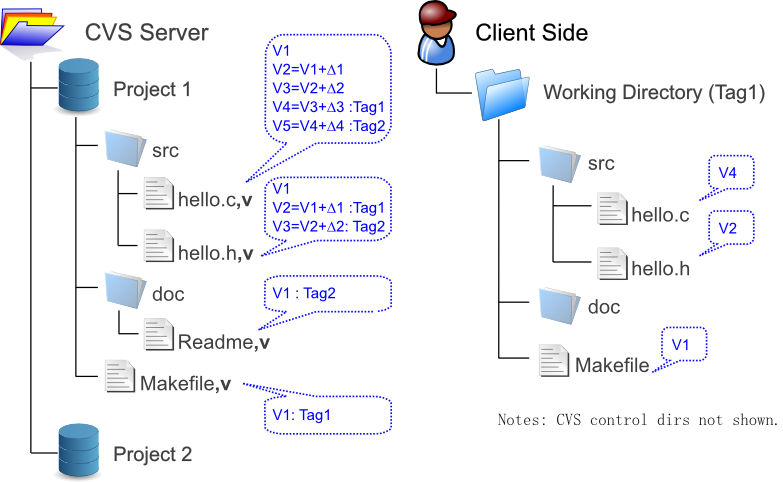 CVS Server
Project 1
src
hello.c,v
V1
V2=V1+Δ1
V3=V2+Δ2
V4=V3+Δ3 :Tag1
V5=V4+Δ4 :Tag2
hello.h,v
V1
V2=V1+Δ1 :Tag1
V3=V2+Δ2: Tag2
doc
Readme,v
V1 : Tag2
Makefile,v
V1: Tag1
Project 2
Client Side
Working Directory (Tag1)
src
hello.c
V4
hello.h
V2
doc
Makefile
V1
Notes: CVS control dirs not shown.